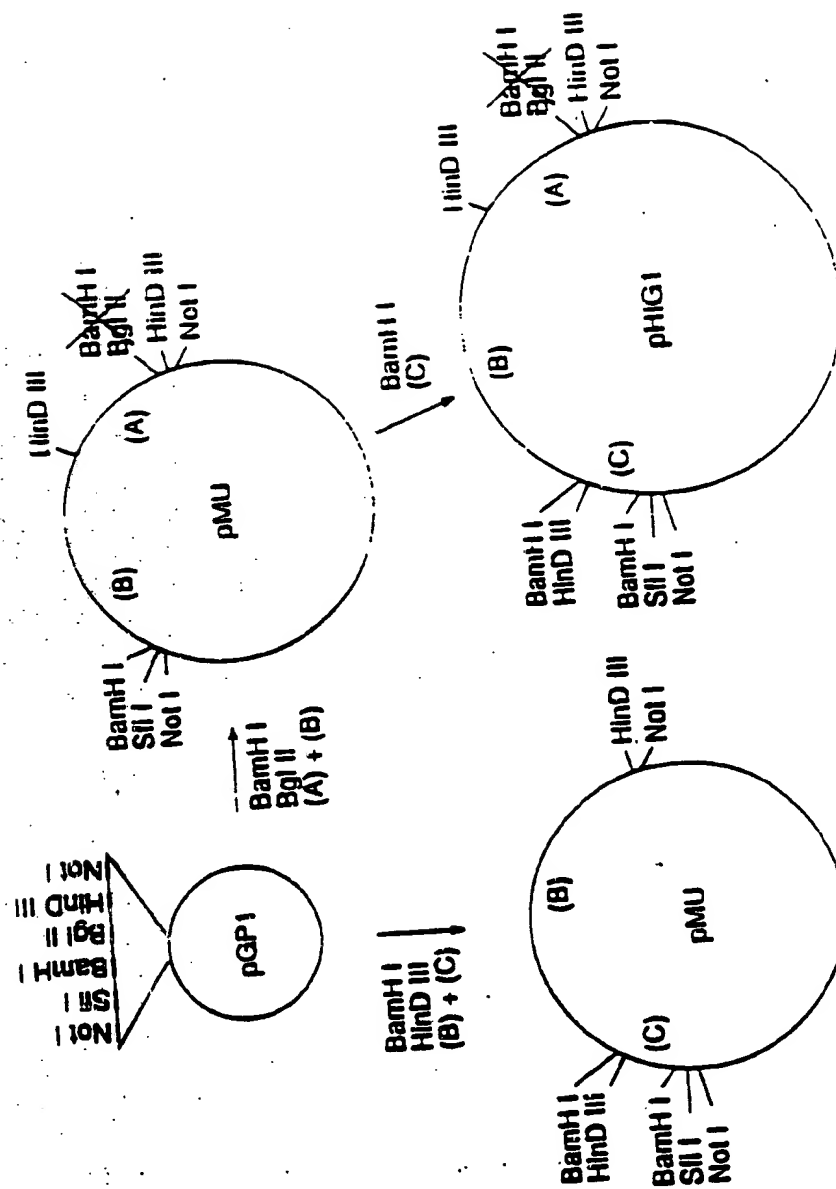 Not I
Sfi I
BamH I
Bgl II
HinD III
Not I
pGP1
BamH I
Bgl II
(A) + (B)
BamH I
Sfi I
Not I
(B)
HinD III
(A)
BamH I
Bgl II
HinD III
Not I
pMU
BamH I
HinD III
(B) + (C)
BamH I
(C)
BamH I
HinD III
(C)
BamH I
Sfi I
Not I
(B)
HinD III
Not I
pMU
BamH I
HinD III
(C)
BamH I
Sfi I
Not I
(B)
HinD III
(A)
BamH I
Bgl II
HinD III
Not I
pHIG1